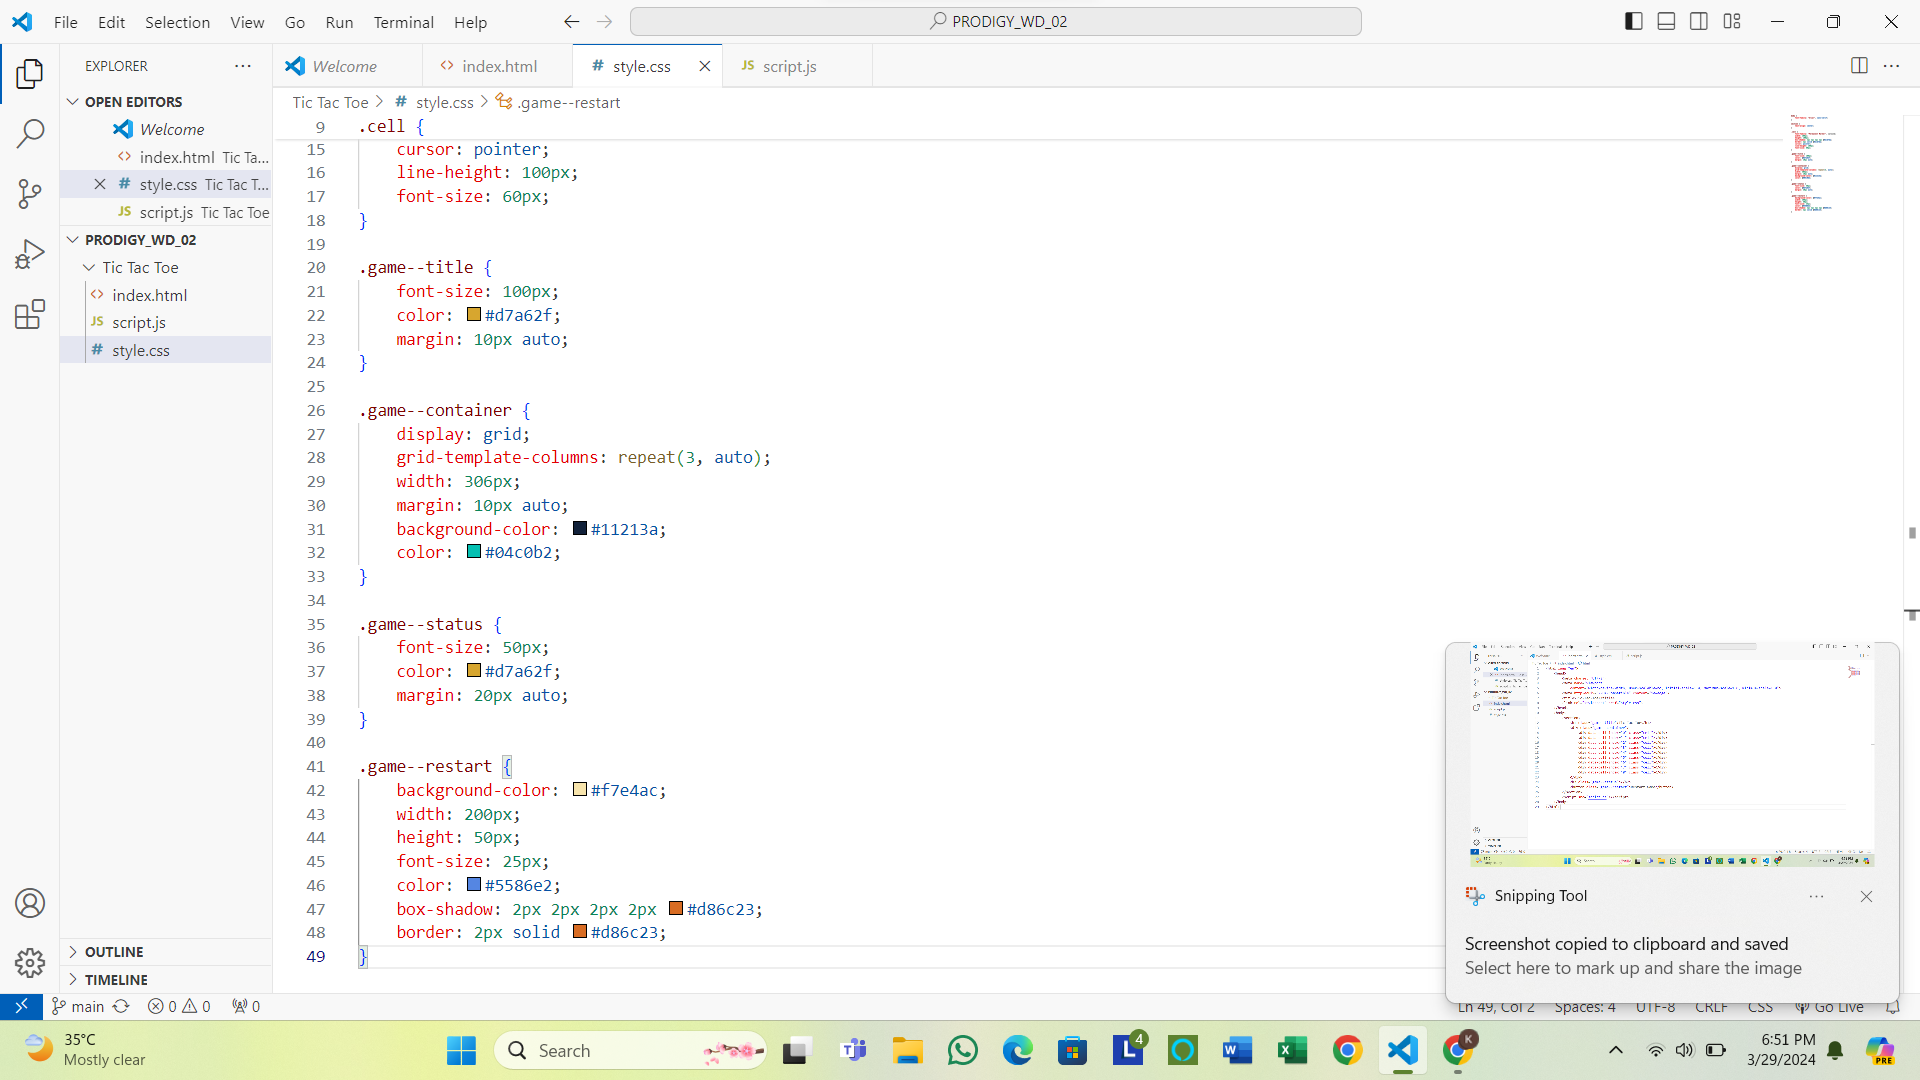 File Edit Selection View Go Run Terminal Help
PRODIGY_WD_02
EXPLORER
Welcome
index.html
style.css
JS script.js
OPEN EDITORS
Welcome
index.html Tic Ta...
# style.css Tic Tac T...
JS script.js Tic Tac Toe
PRODIGY_WD_02
Tic Tac Toe
index.html
JS script.js
# style.css
OUTLINE
TIMELINE
Tic Tac Toe > # style.css > .game--restart
9 .cell {
15 cursor: pointer;
16 line-height: 100px;
17 font-size: 60px;
18 }
19
20 .game--title {
21 font-size: 100px;
22 color: #d7a62f;
23 margin: 10px auto;
24 }
25
26 .game--container {
27 display: grid;
28 grid-template-columns: repeat(3, auto);
29 width: 306px;
30 margin: 10px auto;
31 background-color: #11213a;
32 color: #04c0b2;
33 }
34
35 .game--status {
36 font-size: 50px;
37 color: #d7a62f;
38 margin: 20px auto;
39 }
40
41 .game--restart {
42 background-color: #f7e4ac;
43 width: 200px;
44 height: 50px;
45 font-size: 25px;
46 color: #5586e2;
47 box-shadow: 2px 2px 2px 2px #d86c23;
48 border: 2px solid #d86c23;
49 }
Snipping Tool
Screenshot copied to clipboard and saved
Select here to mark up and share the image
main 0 0 0
Ln 49, Col 2 Spaces: 4 UTF-8 CRLF CSS Go Live
35°C
Mostly clear
Search
4
K
6:51 PM
3/29/2024
PRE